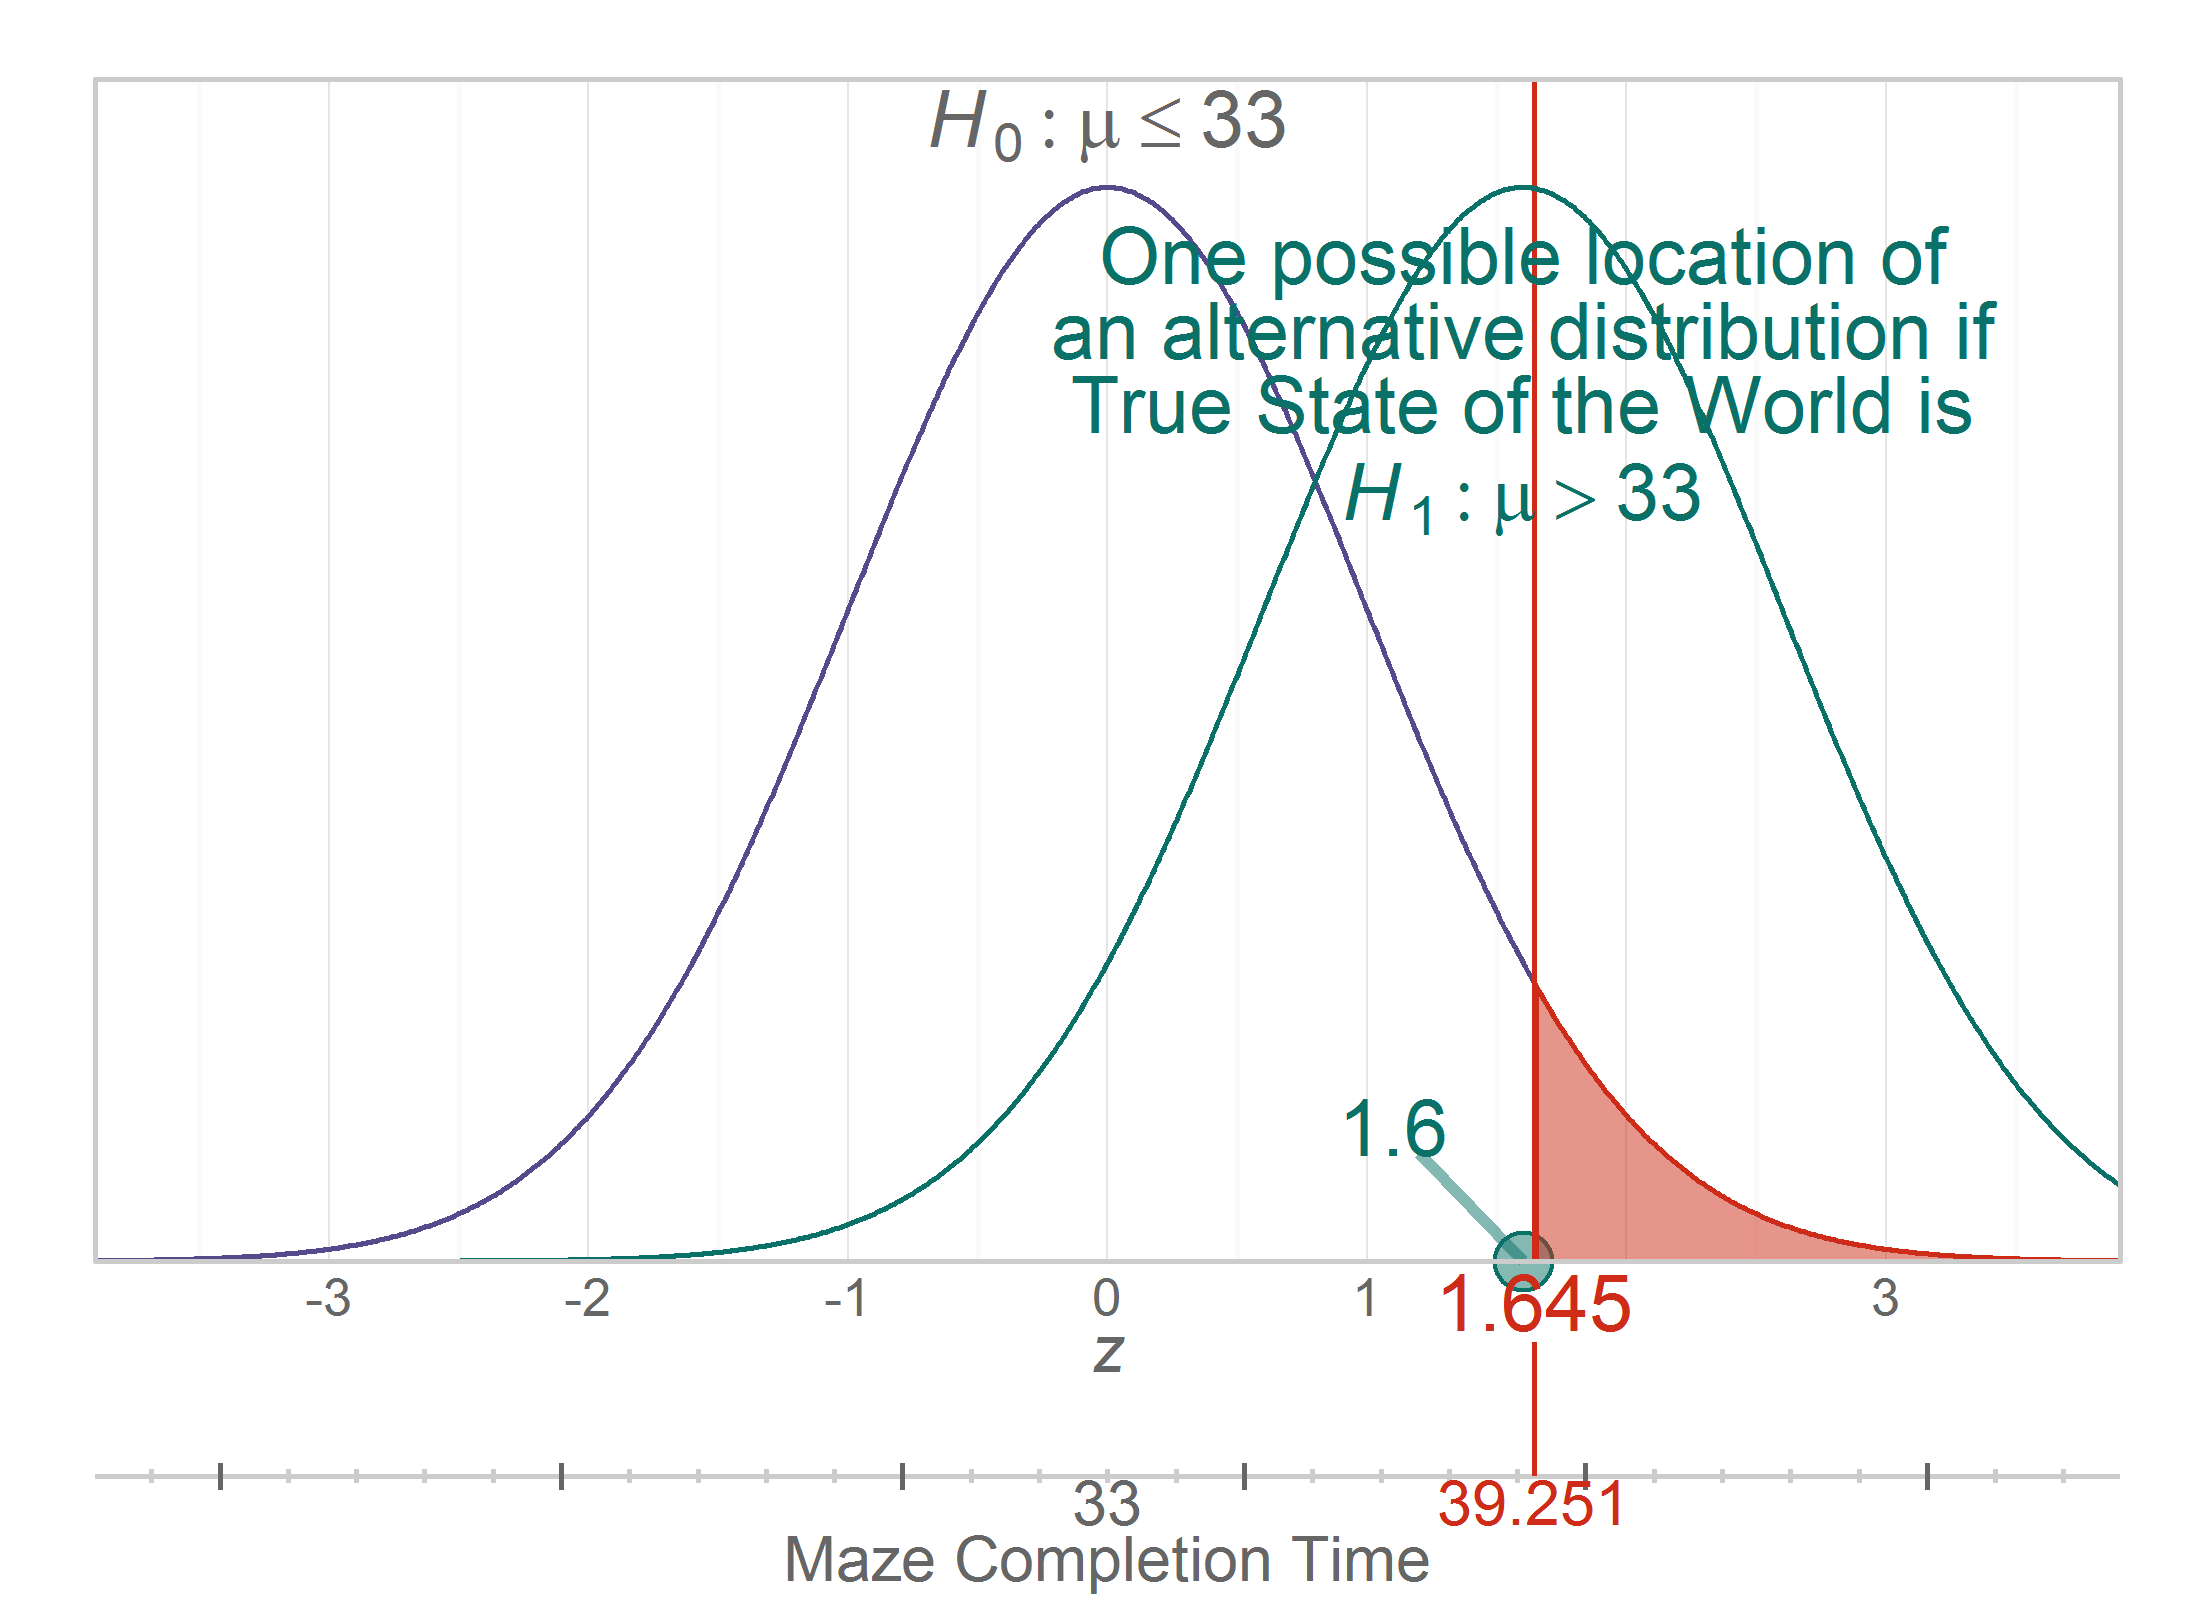 H₀ : μ ≤ 33
One possible location of
an alternative distribution if
True State of the World is
H₁ : μ > 33
1.6
-3 -2 -1 0 1 1.645 3
z
33 39.251
Maze Completion Time